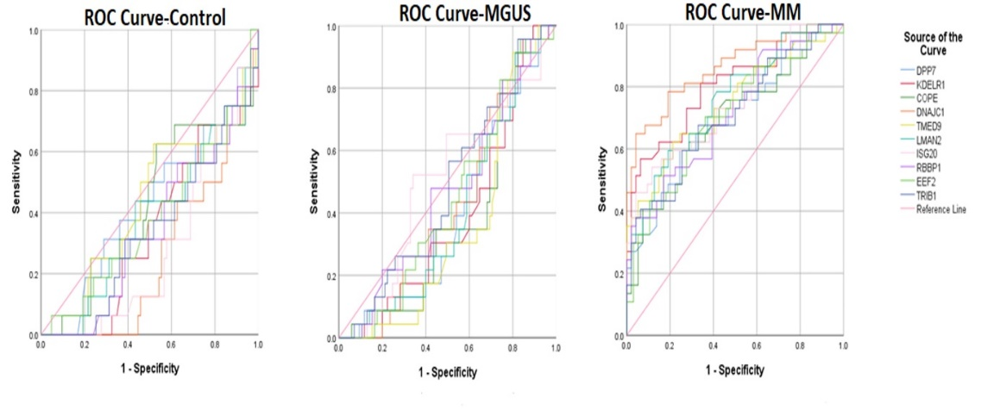 ROC Curve-Control
1.0
0.8
0.6
0.4
0.2
0.0
Sensitivity
0.0 0.2 0.4 0.6 0.8 1.0
1 - Specificity
ROC Curve-MGUS
1.0
0.8
0.6
0.4
0.2
0.0
Sensitivity
0.0 0.2 0.4 0.6 0.8 1.0
1 - Specificity
ROC Curve-MM
1.0
0.8
0.6
0.4
0.2
0.0
Sensitivity
0.0 0.2 0.4 0.6 0.8 1.0
1 - Specificity
Source of the
Curve
DPP7
KDELR1
COPE
DNAJC1
TMED9
LMAN2
ISG20
RBBP1
EEF2
TRIB1
Reference Line